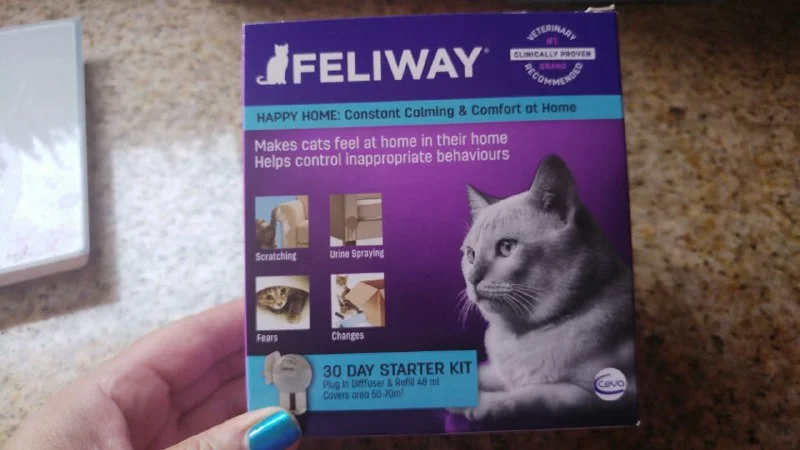 FELIWAY®
VETERINARY
#1
CLINICALLY PROVEN
BRAND
RECOMMENDED
HAPPY HOME: Constant Calming & Comfort at Home
Makes cats feel at home in their home
Helps control inappropriate behaviours
Scratching
Urine Spraying
Fears
Changes
30 DAY STARTER KIT
Plug In Diffuser & Refill 48 ml
Covers area 50-70m²
Ceva